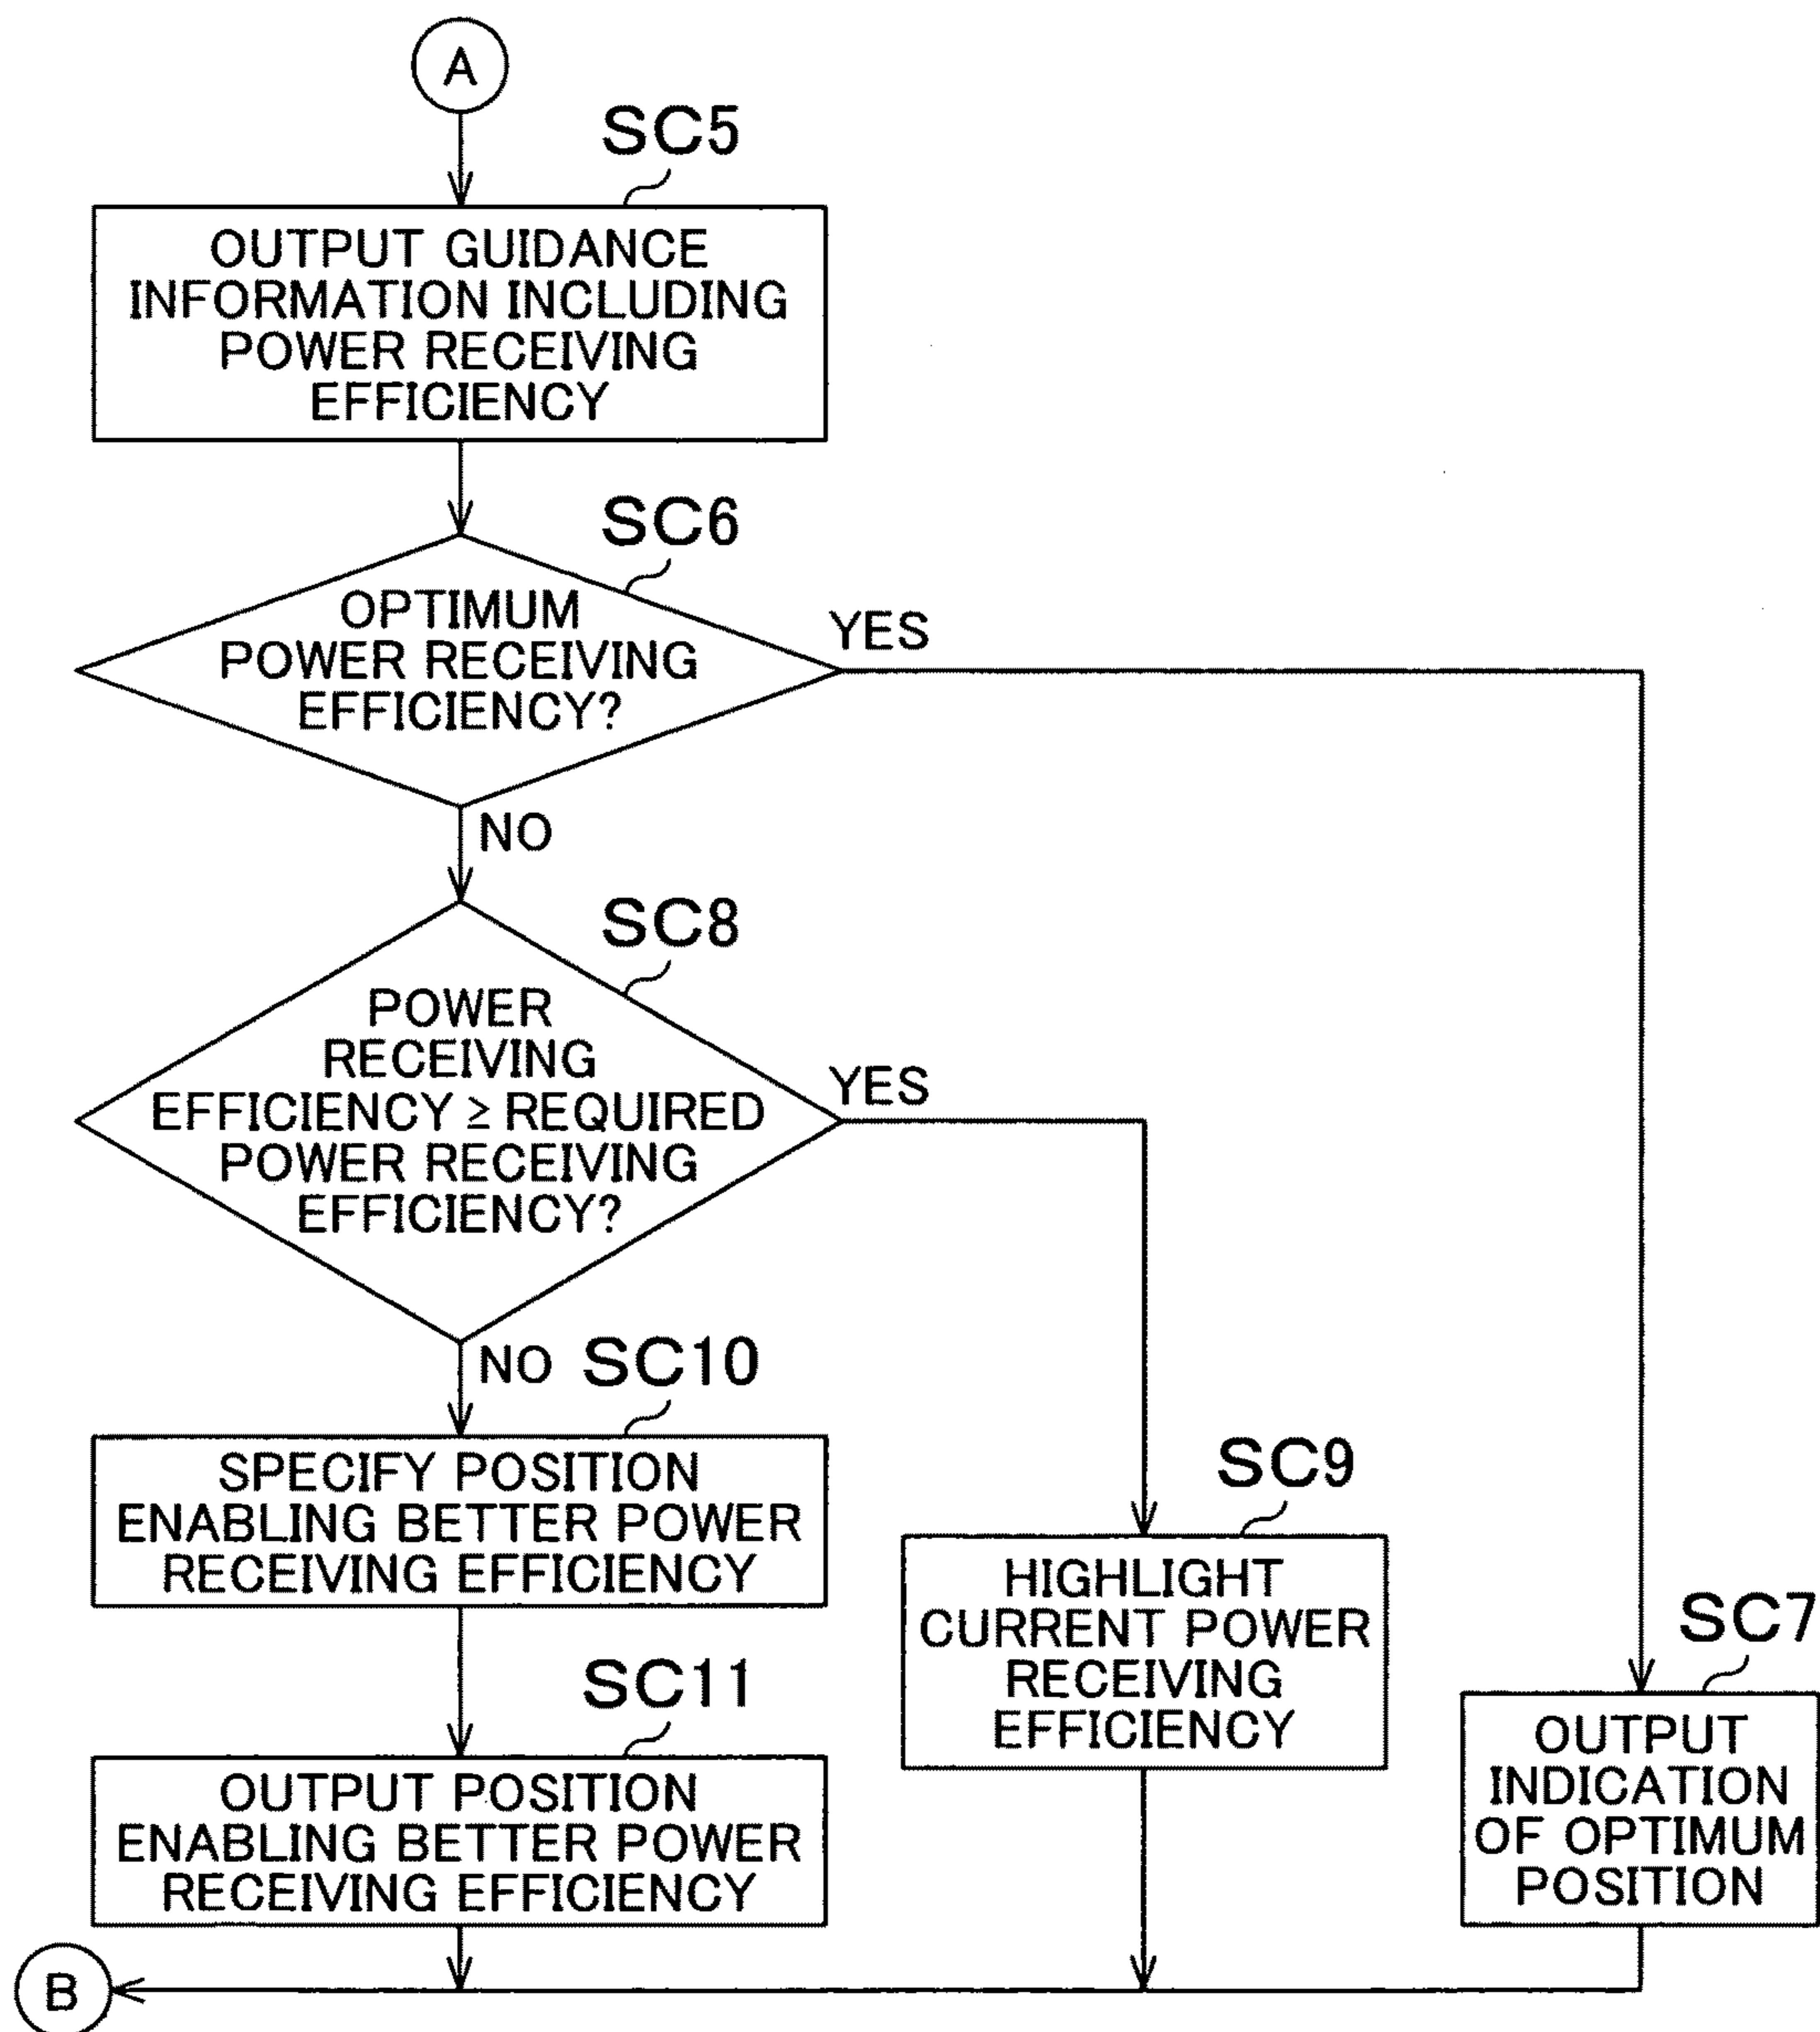 A
SC5
OUTPUT GUIDANCE
INFORMATION INCLUDING
POWER RECEIVING
EFFICIENCY
SC6
OPTIMUM
POWER RECEIVING
EFFICIENCY?
YES
NO
SC8
POWER
RECEIVING
EFFICIENCY ≥ REQUIRED
POWER RECEIVING
EFFICIENCY?
YES
NO
SC10
SPECIFY POSITION
ENABLING BETTER POWER
RECEIVING EFFICIENCY
SC9
HIGHLIGHT
CURRENT POWER
RECEIVING
EFFICIENCY
SC7
OUTPUT
INDICATION
OF OPTIMUM
POSITION
SC11
OUTPUT POSITION
ENABLING BETTER POWER
RECEIVING EFFICIENCY
B